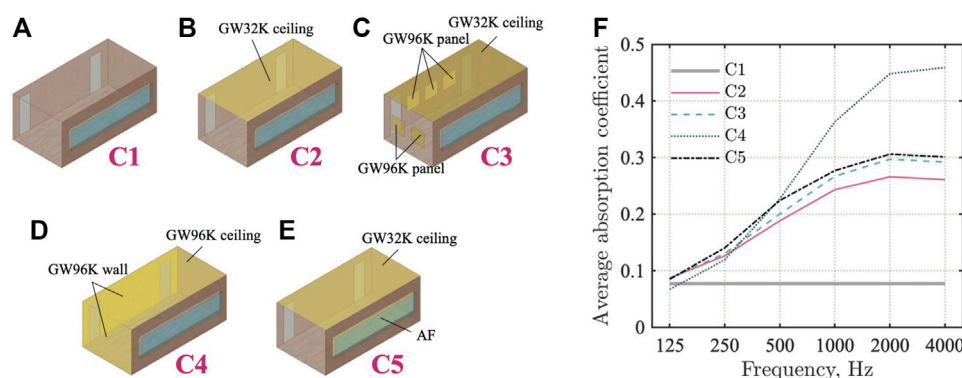 A
C1
B
GW32K ceiling
C2
C
GW32K ceiling
GW96K panel
GW96K panel
C3
D
GW96K ceiling
GW96K wall
C4
E
GW32K ceiling
AF
C5
F
Average absorption coefficient
0.5
0.4
0.3
0.2
0.1
0
C1
C2
C3
C4
C5
125 250 500 1000 2000 4000
Frequency, Hz